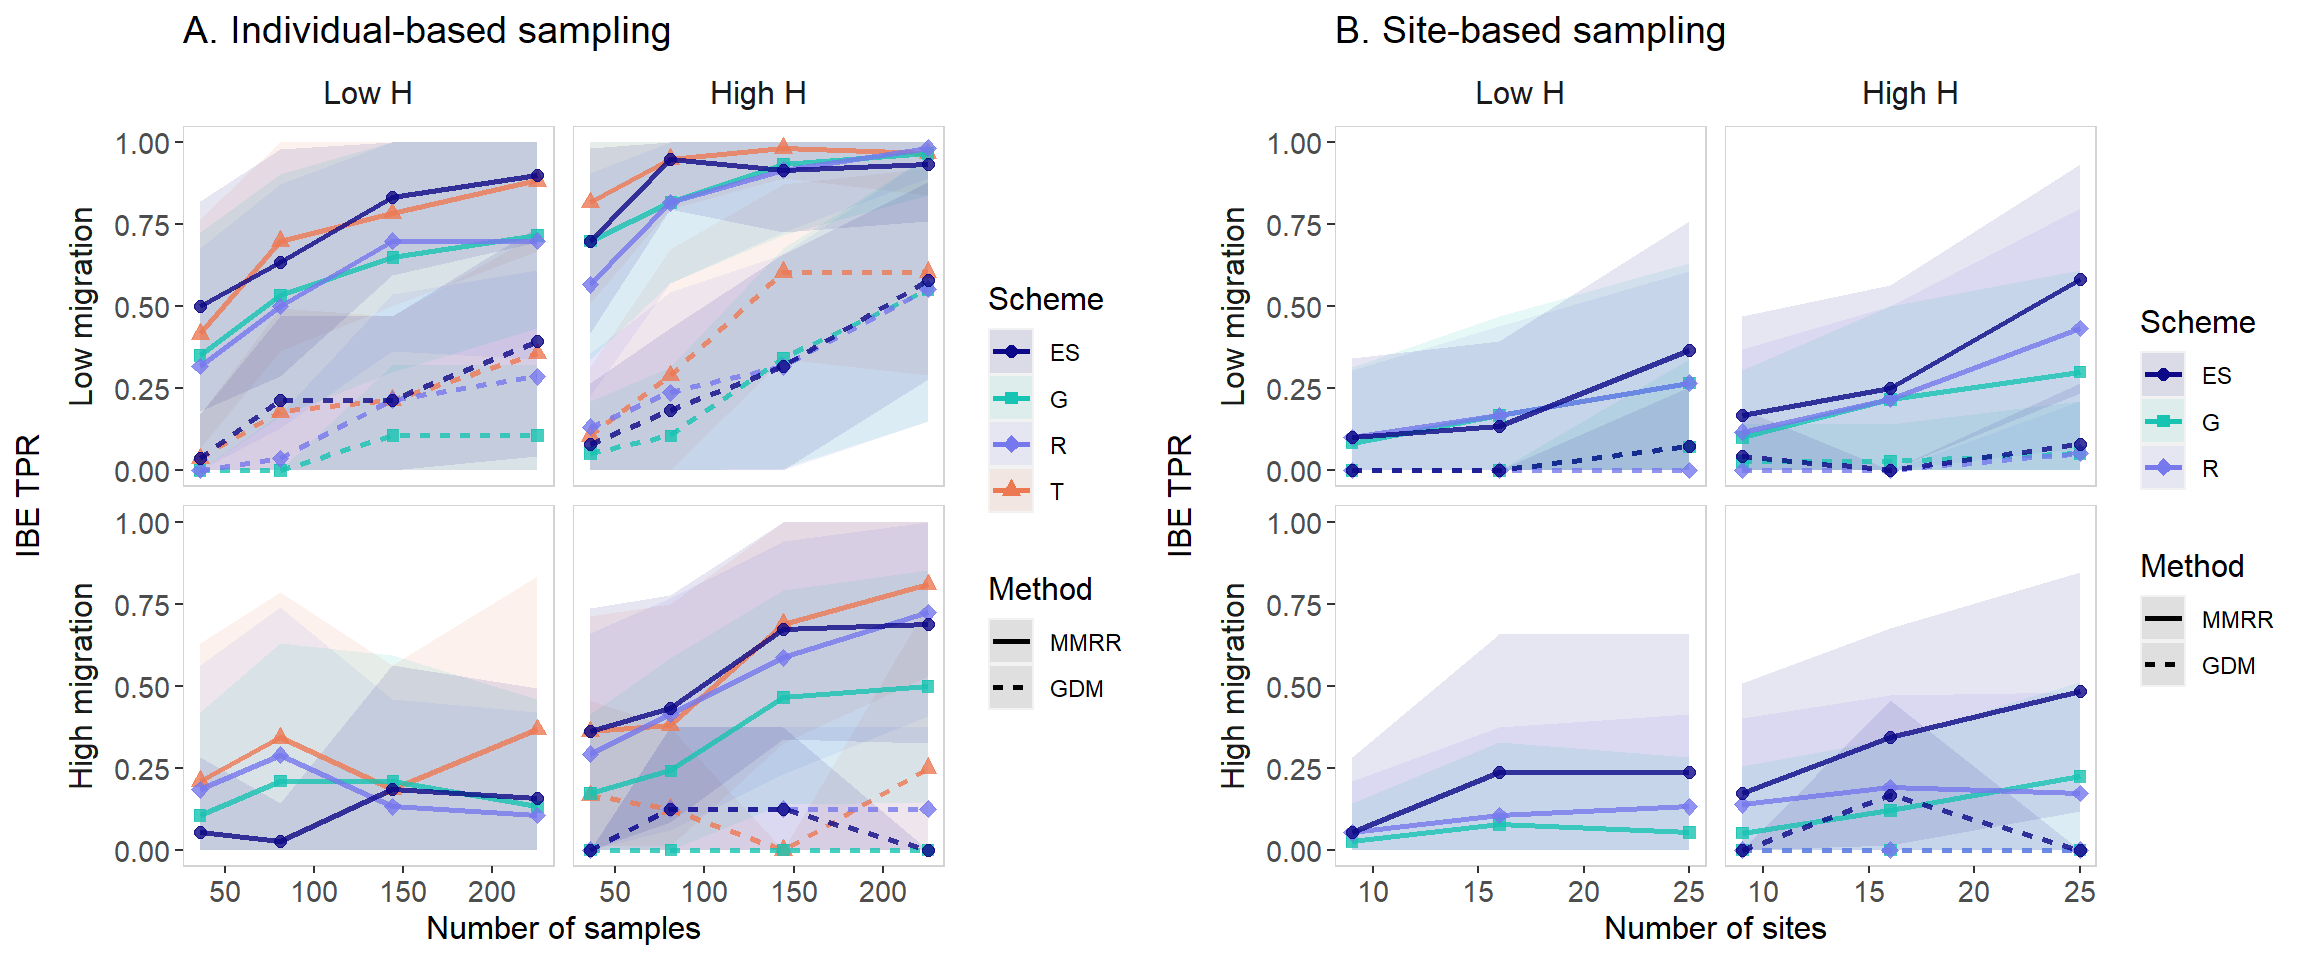 A. Individual-based sampling
Low H
High H
IBE TPR
Low migration
1.00
0.75
0.50
0.25
0.00
High migration
1.00
0.75
0.50
0.25
0.00
50
100
150
200
50
100
150
200
Number of samples
Scheme
ES
G
R
T
Method
MMRR
GDM
B. Site-based sampling
Low H
High H
IBE TPR
Low migration
1.00
0.75
0.50
0.25
0.00
High migration
1.00
0.75
0.50
0.25
0.00
10
15
20
25
10
15
20
25
Number of sites
Scheme
ES
G
R
Method
MMRR
GDM